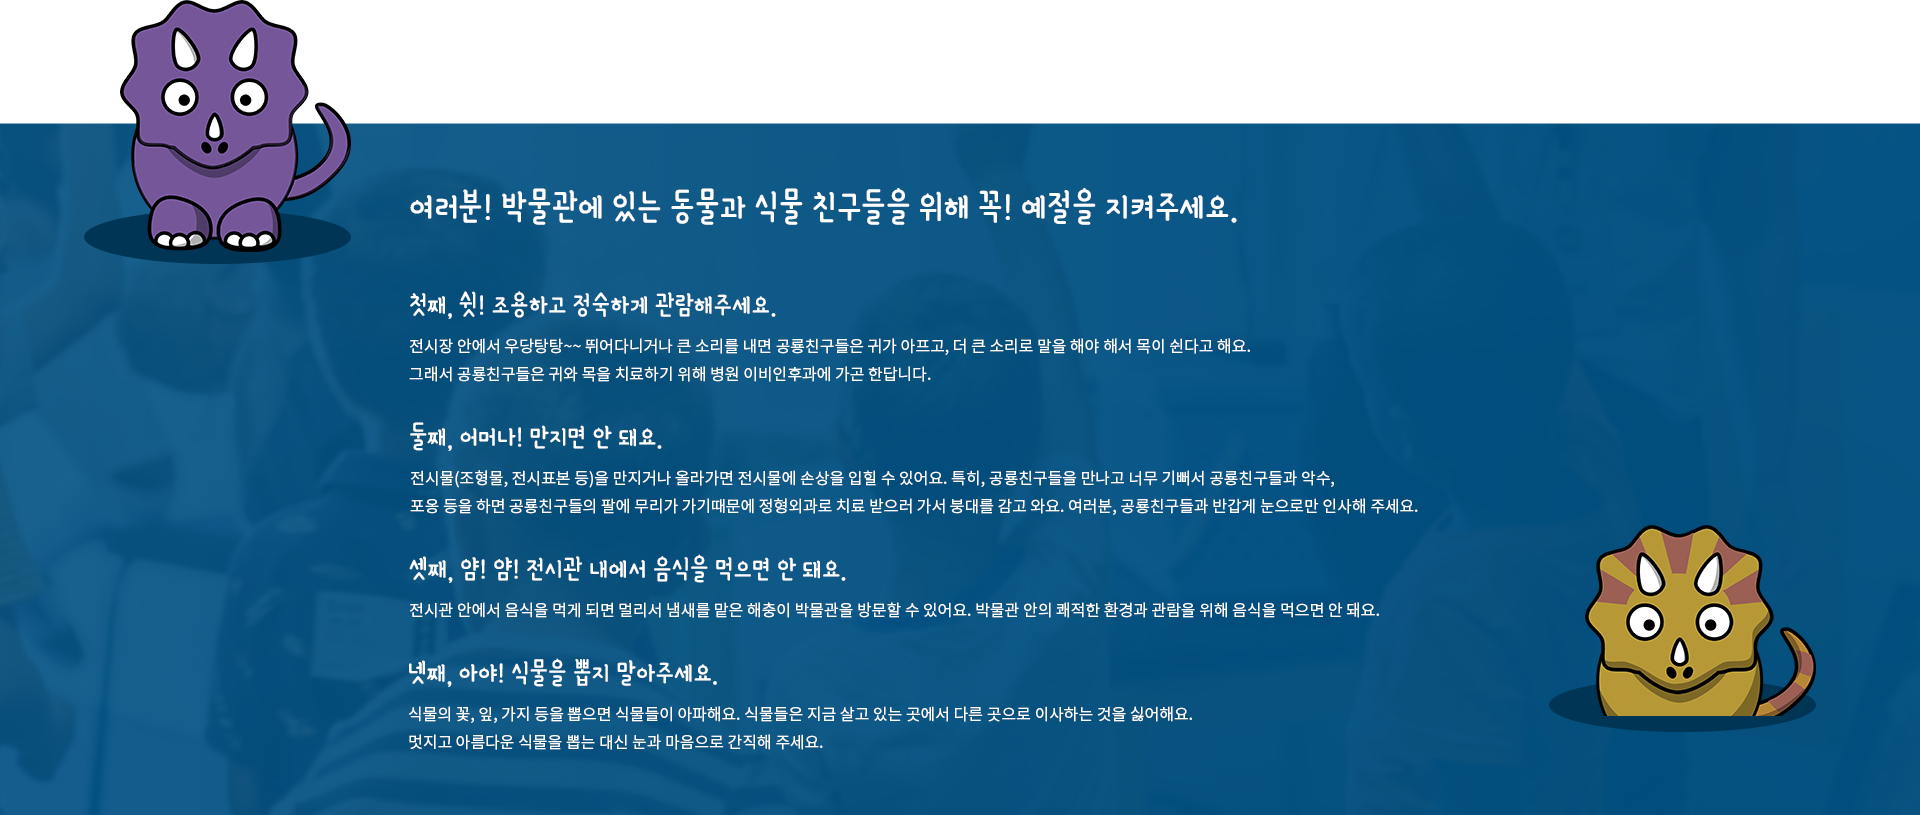 여러분! 박물관에 있는 동물과 식물 친구들을 위해 꼭! 예절을 지켜주세요.
첫째, 쉿! 조용하고 정숙하게 관람해주세요.
전시장 안에서 우당탕탕~~ 뛰어다니거나 큰 소리를 내면 공룡친구들은 귀가 아프고, 더 큰 소리로 말을 해야 해서 목이 쉰다고 해요.
그래서 공룡친구들은 귀와 목을 치료하기 위해 병원 이비인후과에 가곤 한답니다.
둘째, 어머나! 만지면 안 돼요.
전시물(조형물, 전시표본 등)을 만지거나 올라가면 전시물에 손상을 입힐 수 있어요. 특히, 공룡친구들을 만나고 너무 기뻐서 공룡친구들과 악수,
포옹 등을 하면 공룡친구들의 팔에 무리가 가기때문에 정형외과로 치료 받으러 가서 붕대를 감고 와요. 여러분, 공룡친구들과 반갑게 눈으로만 인사해 주세요.
셋째, 얌! 얌! 전시관 내에서 음식을 먹으면 안 돼요.
전시관 안에서 음식을 먹게 되면 멀리서 냄새를 맡은 해충이 박물관을 방문할 수 있어요. 박물관 안의 쾌적한 환경과 관람을 위해 음식을 먹으면 안 돼요.
넷째, 아야! 식물을 뽑지 말아주세요.
식물의 꽃, 잎, 가지 등을 뽑으면 식물들이 아파해요. 식물들은 지금 살고 있는 곳에서 다른 곳으로 이사하는 것을 싫어해요.
멋지고 아름다운 식물을 뽑는 대신 눈과 마음으로 간직해 주세요.